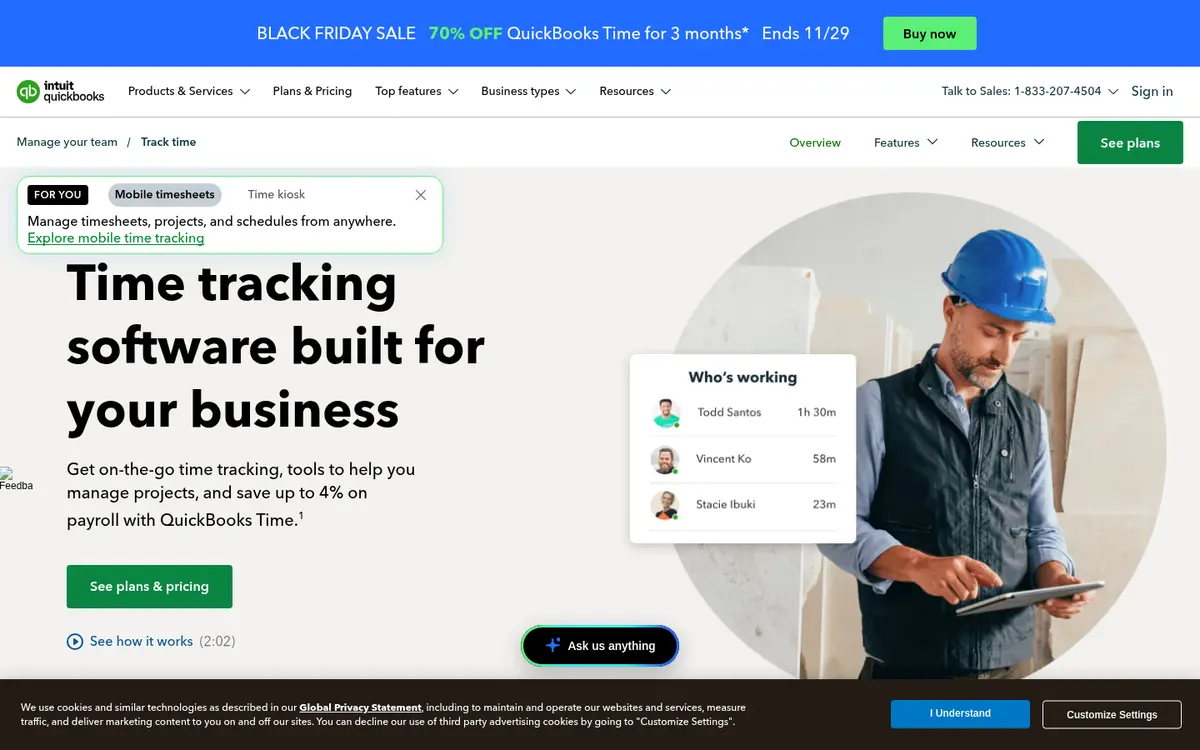 BLACK FRIDAY SALE 70% OFF QuickBooks Time for 3 months* Ends 11/29 Buy now
intuit quickbooks
Products & Services Plans & Pricing Top features Business types Resources Talk to Sales: 1-833-207-4504 Sign in
Manage your team / Track time Overview Features Resources See plans
FOR YOU Mobile timesheets Time kiosk
Manage timesheets, projects, and schedules from anywhere.
Explore mobile time tracking
Time tracking
software built for
your business
Get on-the-go time tracking, tools to help you
manage projects, and save up to 4% on
payroll with QuickBooks Time.1
Feedba
See plans & pricing
See how it works (2:02)
Who's working
Todd Santos 1h 30m
Vincent Ko 58m
Stacie Ibuki 23m
Ask us anything
We use cookies and similar technologies as described in our Global Privacy Statement, including to maintain and operate our websites and services, measure
traffic, and deliver marketing content to you on and off our sites. You can decline our use of third party advertising cookies by going to "Customize Settings".
I Understand
Customize Settings